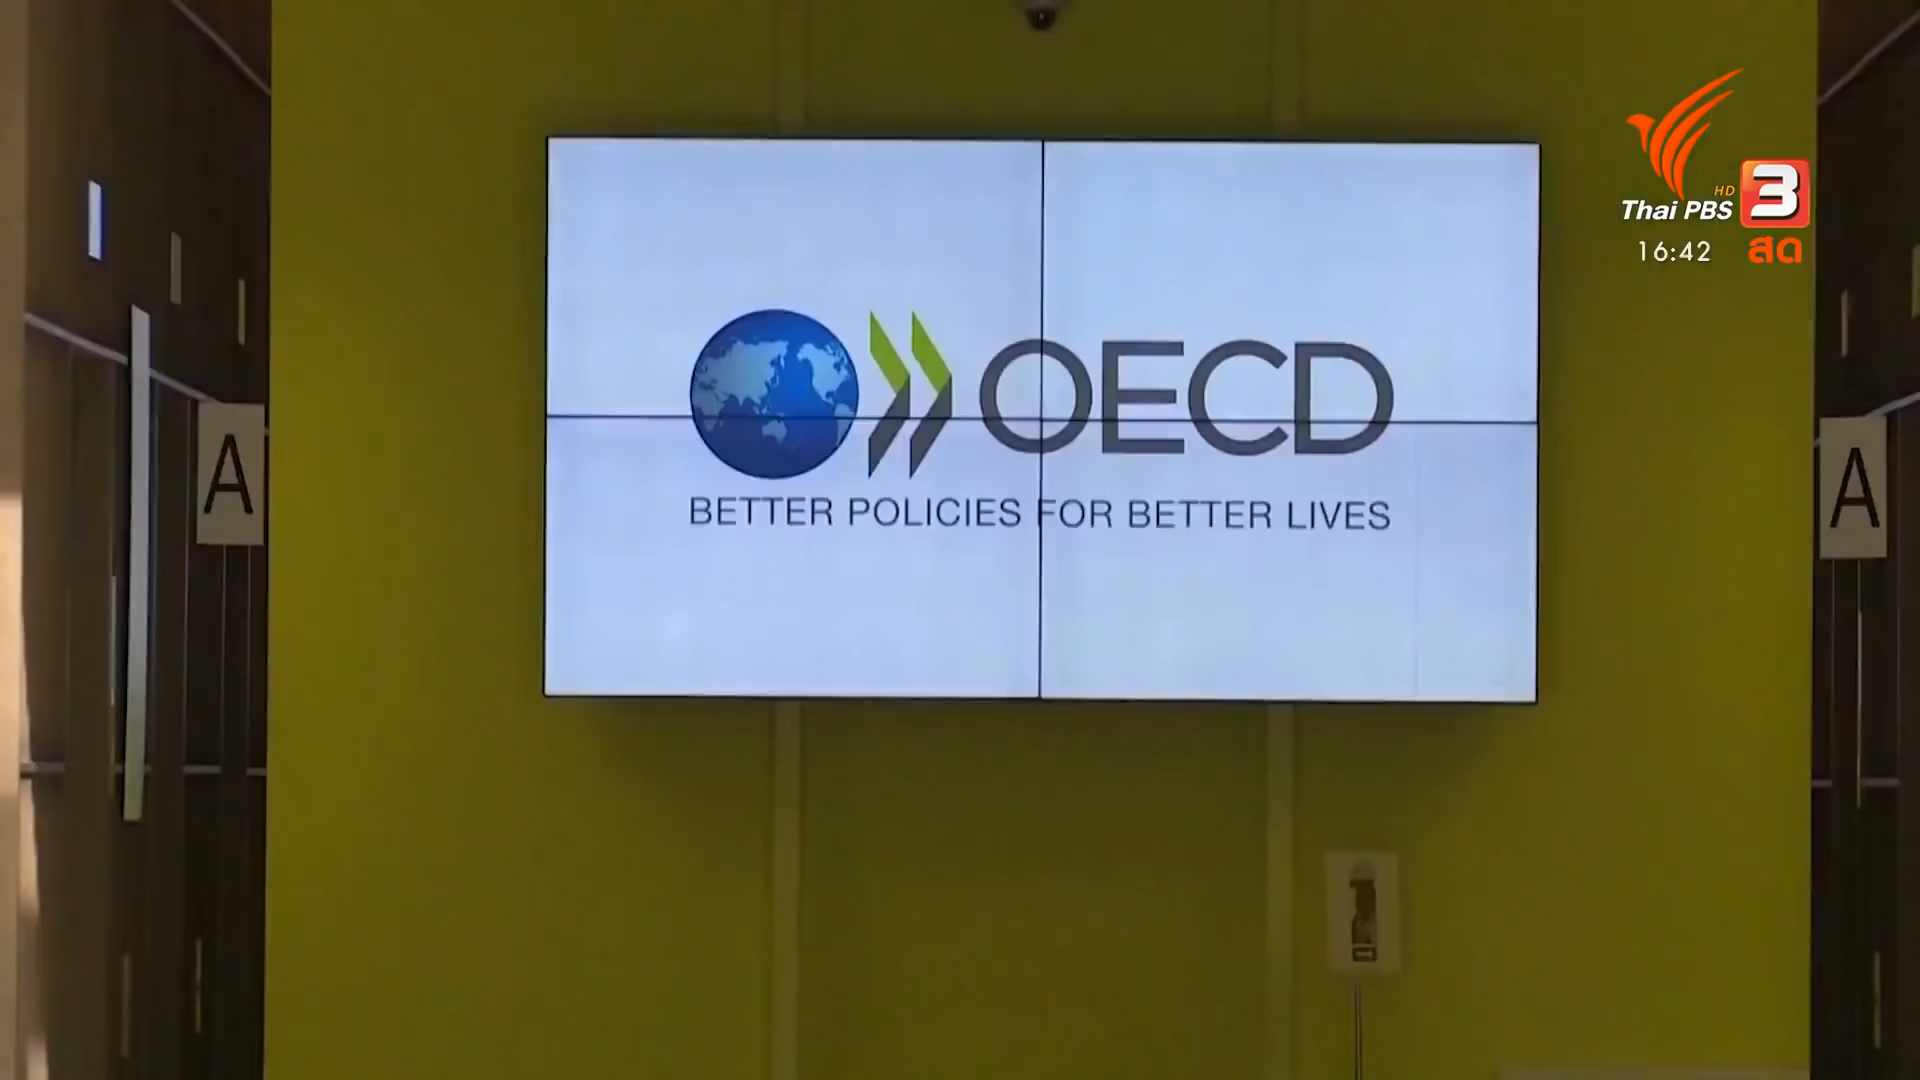 HD
Thai PBS 3
16:42 สด
OECD
BETTER POLICIES FOR BETTER LIVES
A
A